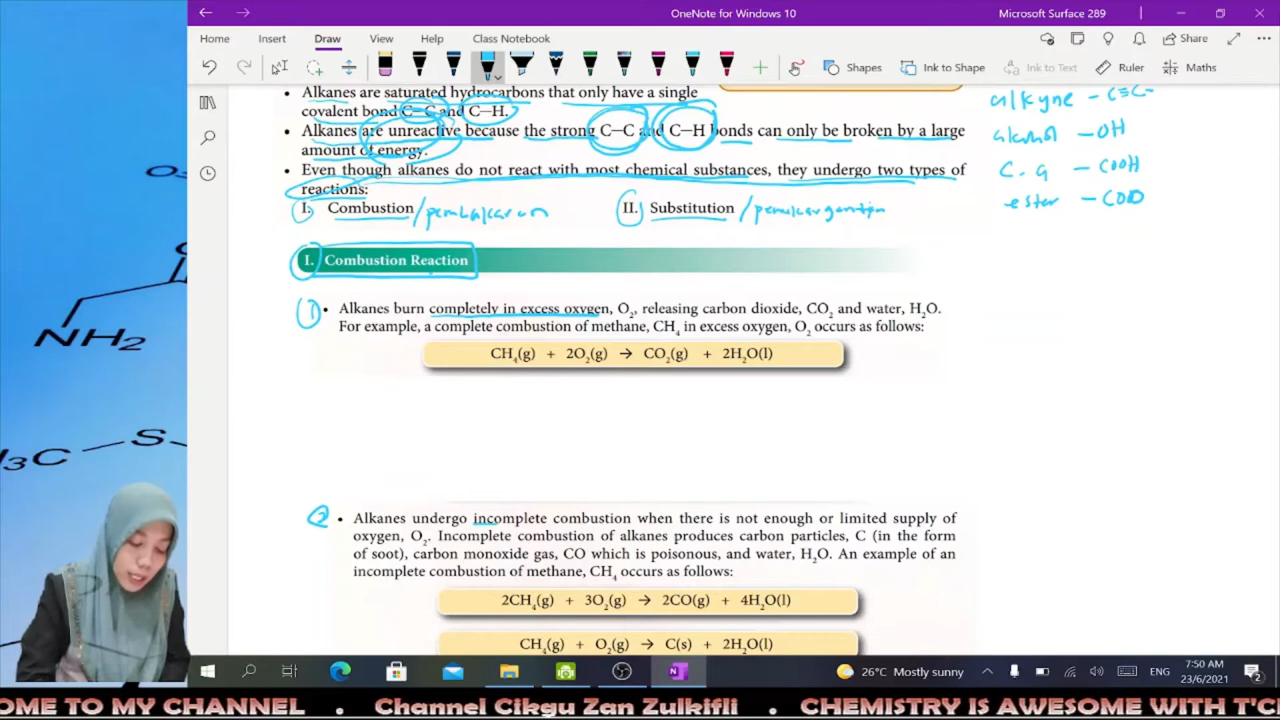 OneNote for Windows 10
Microsoft Surface 289
Home Insert Draw View Help Class Notebook
Share
Shapes Ink to Shape Ink to Text Ruler Maths
• Alkanes are saturated hydrocarbons that only have a single
covalent bond C–C and C–H.
• Alkanes are unreactive because the strong C–C and C–H bonds can only be broken by a large
amount of energy.
• Even though alkanes do not react with most chemical substances, they undergo two types of
reactions:
I. Combustion /pembakaran II. Substitution /
alkyne – C≡C–
alkanol – OH
C.a – COOH
ester – COO
I. Combustion Reaction
1 • Alkanes burn completely in excess oxygen, O₂, releasing carbon dioxide, CO₂ and water, H₂O.
For example, a complete combustion of methane, CH₄ in excess oxygen, O₂ occurs as follows:
CH₄(g) + 2O₂(g) → CO₂(g) + 2H₂O(l)
2 • Alkanes undergo incomplete combustion when there is not enough or limited supply of
oxygen, O₂. Incomplete combustion of alkanes produces carbon particles, C (in the form
of soot), carbon monoxide gas, CO which is poisonous, and water, H₂O. An example of an
incomplete combustion of methane, CH₄ occurs as follows:
2CH₄(g) + 3O₂(g) → 2CO(g) + 4H₂O(l)
CH₄(g) + O₂(g) → C(s) + 2H₂O(l)
NH₂
₃C S
26°C Mostly sunny
ENG
7:50 AM
23/6/2021
2
OME TO MY CHANNEL . Channel Cikgu Zan Zulkifli . CHEMISTRY IS AWESOME WITH T'C